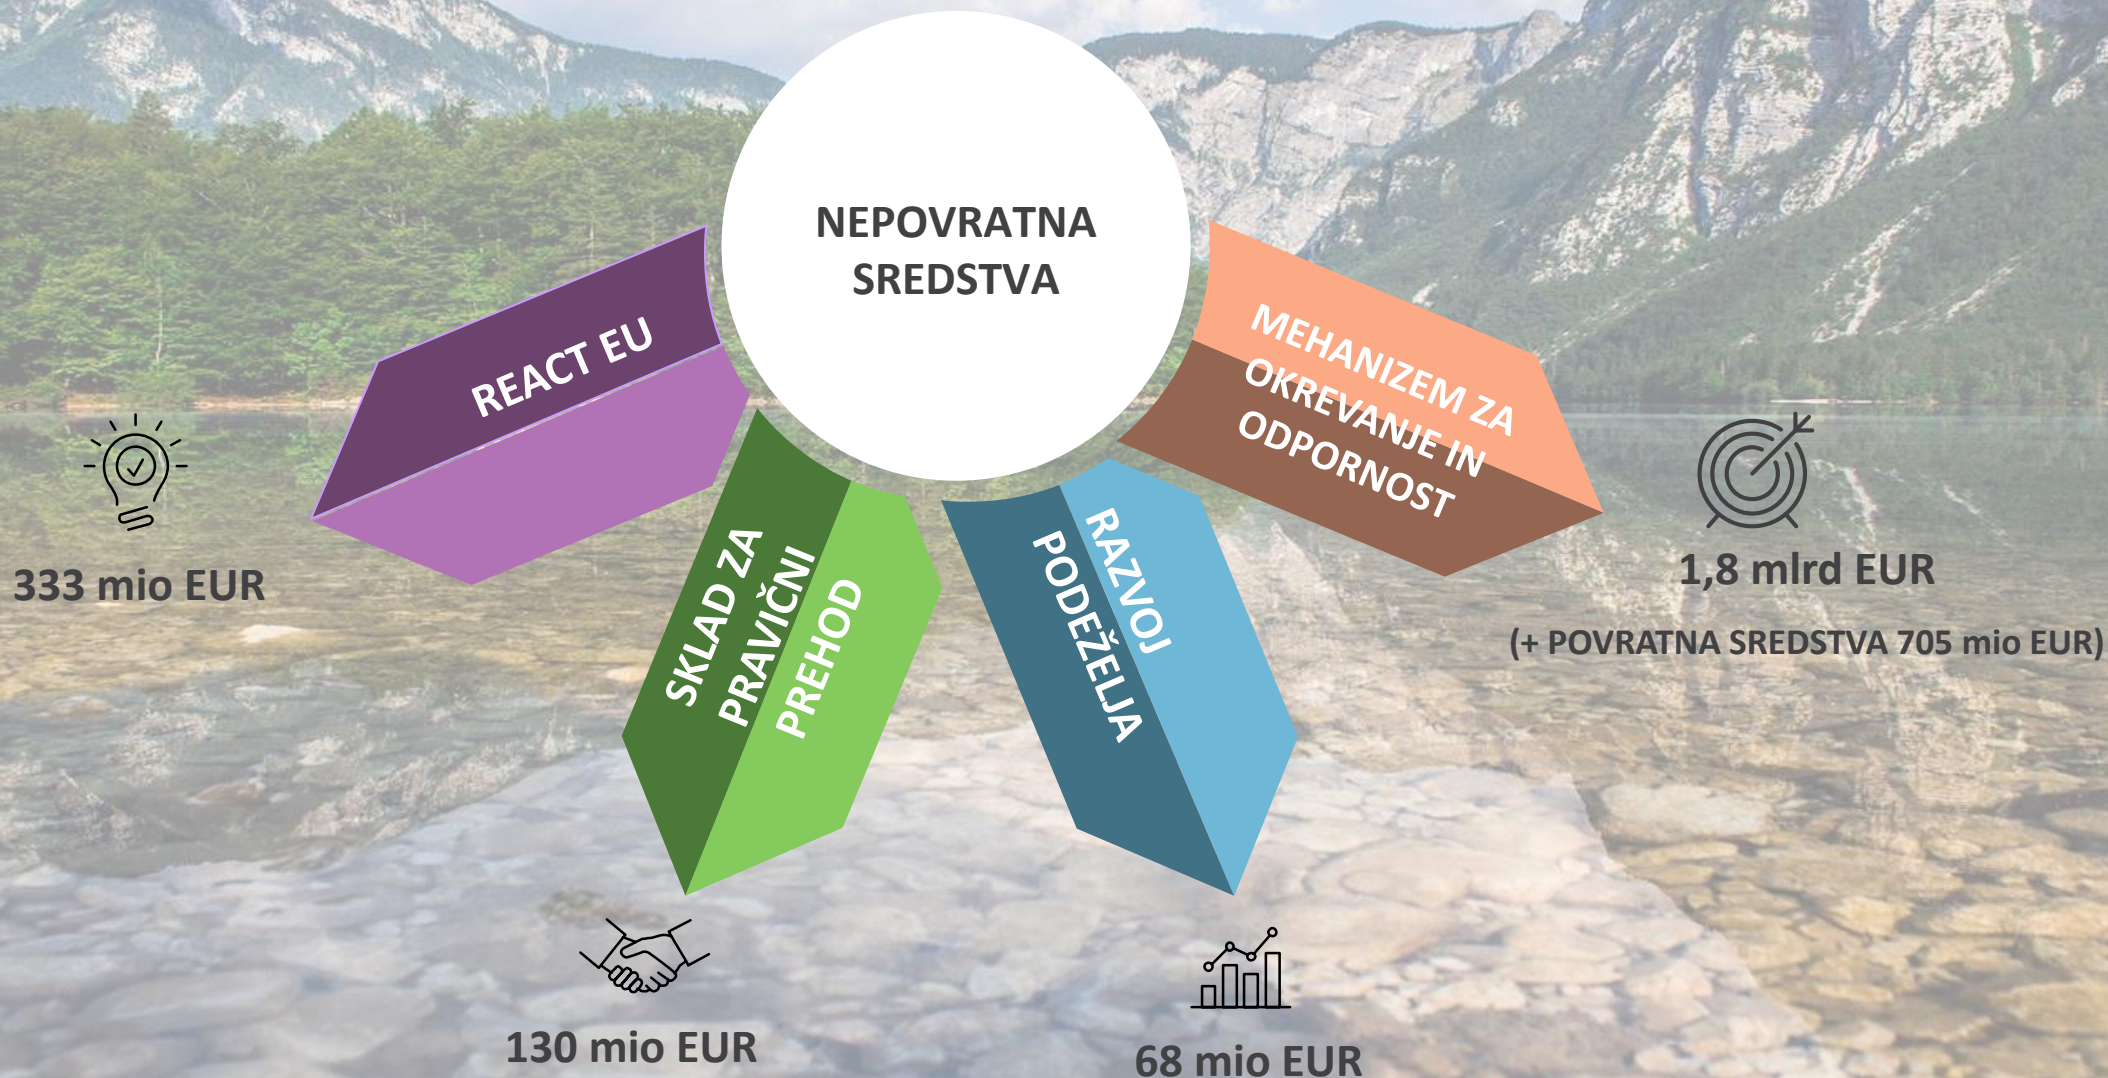 NEPOVRATNA
SREDSTVA
REACT EU
333 mio EUR
SKLAD ZA
PRAVIČNI
PREHOD
130 mio EUR
RAZVOJ
PODEŽELJA
68 mio EUR
MEHANIZEM ZA
OKREVANJE IN
ODPORNOST
1,8 mlrd EUR
(+ POVRATNA SREDSTVA 705 mio EUR)